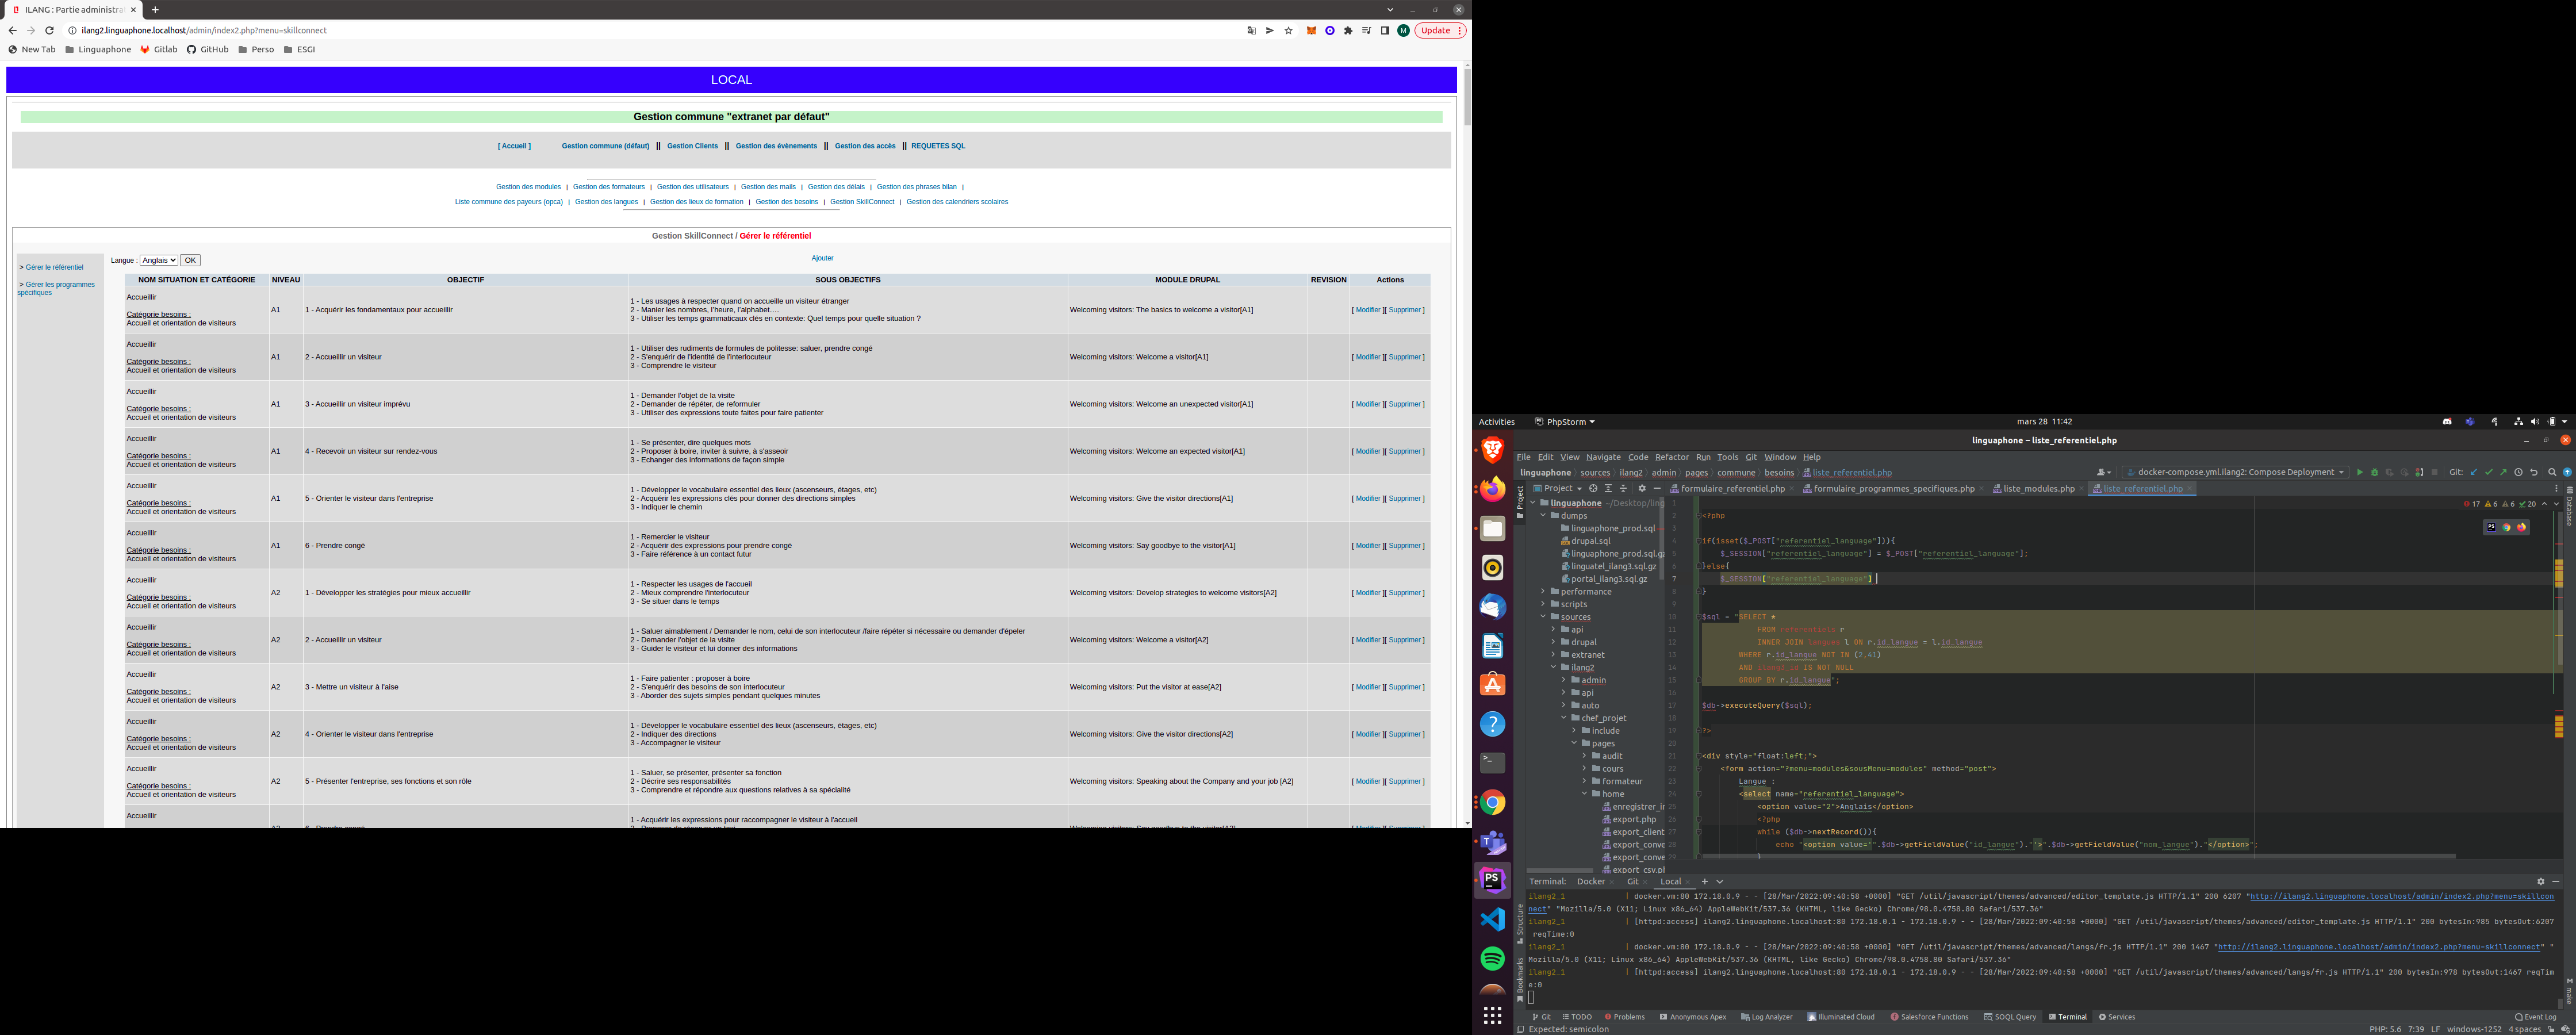 ILANG : Partie administra
ilang2.linguaphone.localhost/admin/index2.php?menu=skillconnect
Update
New Tab Linguaphone Gitlab GitHub Perso ESGI
LOCAL
Gestion commune "extranet par défaut"
[ Accueil ] Gestion commune (défaut) || Gestion Clients || Gestion des évènements || Gestion des accès || REQUETES SQL
Gestion des modules | Gestion des formateurs | Gestion des utilisateurs | Gestion des mails | Gestion des délais | Gestion des phrases bilan |
Liste commune des payeurs (opca) | Gestion des langues | Gestion des lieux de formation | Gestion des besoins | Gestion SkillConnect | Gestion des calendriers scolaires
Gestion SkillConnect / Gérer le référentiel
> Gérer le référentiel
> Gérer les programmes spécifiques
Langue : Anglais OK
Ajouter
NOM SITUATION ET CATÉGORIE NIVEAU OBJECTIF SOUS OBJECTIFS MODULE DRUPAL REVISION Actions
Accueillir
Catégorie besoins :
Accueil et orientation de visiteurs
A1
1 - Acquérir les fondamentaux pour accueillir
1 - Les usages à respecter quand on accueille un visiteur étranger
2 - Manier les nombres, l'heure, l'alphabet....
3 - Utiliser les temps grammaticaux clés en contexte: Quel temps pour quelle situation ?
Welcoming visitors: The basics to welcome a visitor[A1]
[ Modifier ][ Supprimer ]
Accueillir
Catégorie besoins :
Accueil et orientation de visiteurs
A1
2 - Accueillir un visiteur
1 - Utiliser des rudiments de formules de politesse: saluer, prendre congé
2 - S'enquérir de l'identité de l'interlocuteur
3 - Comprendre le visiteur
Welcoming visitors: Welcome a visitor[A1]
[ Modifier ][ Supprimer ]
Accueillir
Catégorie besoins :
Accueil et orientation de visiteurs
A1
3 - Accueillir un visiteur imprévu
1 - Demander l'objet de la visite
2 - Demander de répéter, de reformuler
3 - Utiliser des expressions toute faites pour faire patienter
Welcoming visitors: Welcome an unexpected visitor[A1]
[ Modifier ][ Supprimer ]
Accueillir
Catégorie besoins :
Accueil et orientation de visiteurs
A1
4 - Recevoir un visiteur sur rendez-vous
1 - Se présenter, dire quelques mots
2 - Proposer à boire, inviter à suivre, à s'asseoir
3 - Echanger des informations de façon simple
Welcoming visitors: Welcome an expected visitor[A1]
[ Modifier ][ Supprimer ]
Accueillir
Catégorie besoins :
Accueil et orientation de visiteurs
A1
5 - Orienter le visiteur dans l'entreprise
1 - Développer le vocabulaire essentiel des lieux (ascenseurs, étages, etc)
2 - Acquérir les expressions clés pour donner des directions simples
3 - Indiquer le chemin
Welcoming visitors: Give the visitor directions[A1]
[ Modifier ][ Supprimer ]
Accueillir
Catégorie besoins :
Accueil et orientation de visiteurs
A1
6 - Prendre congé
1 - Remercier le visiteur
2 - Acquérir des expressions pour prendre congé
3 - Faire référence à un contact futur
Welcoming visitors: Say goodbye to the visitor[A1]
[ Modifier ][ Supprimer ]
Accueillir
Catégorie besoins :
Accueil et orientation de visiteurs
A2
1 - Développer les stratégies pour mieux accueillir
1 - Respecter les usages de l'accueil
2 - Mieux comprendre l'interlocuteur
3 - Se situer dans le temps
Welcoming visitors: Develop strategies to welcome visitors[A2]
[ Modifier ][ Supprimer ]
Accueillir
Catégorie besoins :
Accueil et orientation de visiteurs
A2
2 - Accueillir un visiteur
1 - Saluer aimablement / Demander le nom, celui de son interlocuteur /faire répéter si nécessaire ou demander d'épeler
2 - Demander l'objet de la visite
3 - Guider le visiteur et lui donner des informations
Welcoming visitors: Welcome a visitor[A2]
[ Modifier ][ Supprimer ]
Accueillir
Catégorie besoins :
Accueil et orientation de visiteurs
A2
3 - Mettre un visiteur à l'aise
1 - Faire patienter : proposer à boire
2 - S'enquérir des besoins de son interlocuteur
3 - Aborder des sujets simples pendant quelques minutes
Welcoming visitors: Put the visitor at ease[A2]
[ Modifier ][ Supprimer ]
Accueillir
Catégorie besoins :
Accueil et orientation de visiteurs
A2
4 - Orienter le visiteur dans l'entreprise
1 - Développer le vocabulaire essentiel des lieux (ascenseurs, étages, etc)
2 - Indiquer des directions
3 - Accompagner le visiteur
Welcoming visitors: Give the visitor directions[A2]
[ Modifier ][ Supprimer ]
Accueillir
Catégorie besoins :
Accueil et orientation de visiteurs
A2
5 - Présenter l'entreprise, ses fonctions et son rôle
1 - Saluer, se présenter, présenter sa fonction
2 - Décrire ses responsabilités
3 - Comprendre et répondre aux questions relatives à sa spécialité
Welcoming visitors: Speaking about the Company and your job [A2]
[ Modifier ][ Supprimer ]
Accueillir
1 - Acquérir les expressions pour raccompagner le visiteur à l'accueil
Activities PhpStorm mars 28 11:42
linguaphone – liste_referentiel.php
File Edit View Navigate Code Refactor Run Tools Git Window Help
linguaphone sources ilang2 admin pages commune besoins liste_referentiel.php
docker-compose.yml.ilang2: Compose Deployment Git:
Project
formulaire_referentiel.php formulaire_programmes_specifiques.php liste_modules.php liste_referentiel.php
linguaphone ~/Desktop/ling
dumps
linguaphone_prod.sql
drupal.sql
linguaphone_prod.sql.gz
linguatel_ilang3.sql.gz
portal_ilang3.sql.gz
performance
scripts
sources
api
drupal
extranet
ilang2
admin
api
auto
chef_projet
include
pages
audit
cours
formateur
home
enregistrer_in
export.php
export_client
export_conve
export_conve
export_csv.pl
17 6 6 20
<?php
if(isset($_POST["referentiel_language"])){
$_SESSION["referentiel_language"] = $_POST["referentiel_language"];
}else{
$_SESSION["referentiel_language"]
}
$sql = "SELECT *
FROM referentiels r
INNER JOIN langues l ON r.id_langue = l.id_langue
WHERE r.id_langue NOT IN (2,41)
AND ilang3_id IS NOT NULL
GROUP BY r.id_langue";
$db->executeQuery($sql);
?>
<div style="float:left;">
<form action="?menu=modules&sousMenu=modules" method="post">
Langue :
<select name="referentiel_language">
<option value="2">Anglais</option>
<?php
while ($db->nextRecord()){
echo "<option value='".$db->getFieldValue("id_langue")."'>".$db->getFieldValue("nom_langue")."</option>";
}
Database
make
Structure
Bookmarks
Terminal: Docker Git Local
ilang2_1 | docker.vm:80 172.18.0.9 - - [28/Mar/2022:09:40:58 +0000] "GET /util/javascript/themes/advanced/editor_template.js HTTP/1.1" 200 6207 "http://ilang2.linguaphone.localhost/admin/index2.php?menu=skillcon
nect" "Mozilla/5.0 (X11; Linux x86_64) AppleWebKit/537.36 (KHTML, like Gecko) Chrome/98.0.4758.80 Safari/537.36"
ilang2_1 | [httpd:access] ilang2.linguaphone.localhost:80 172.18.0.1 - 172.18.0.9 - - [28/Mar/2022:09:40:58 +0000] "GET /util/javascript/themes/advanced/editor_template.js HTTP/1.1" 200 bytesIn:985 bytesOut:6207
reqTime:0
ilang2_1 | docker.vm:80 172.18.0.9 - - [28/Mar/2022:09:40:58 +0000] "GET /util/javascript/themes/advanced/langs/fr.js HTTP/1.1" 200 1467 "http://ilang2.linguaphone.localhost/admin/index2.php?menu=skillconnect" "
Mozilla/5.0 (X11; Linux x86_64) AppleWebKit/537.36 (KHTML, like Gecko) Chrome/98.0.4758.80 Safari/537.36"
ilang2_1 | [httpd:access] ilang2.linguaphone.localhost:80 172.18.0.1 - 172.18.0.9 - - [28/Mar/2022:09:40:58 +0000] "GET /util/javascript/themes/advanced/langs/fr.js HTTP/1.1" 200 bytesIn:978 bytesOut:1467 reqTim
e:0
Git TODO Problems Anonymous Apex Log Analyzer Illuminated Cloud Salesforce Functions SOQL Query Terminal Services Event Log
Expected: semicolon PHP: 5.6 7:39 LF windows-1252 4 spaces